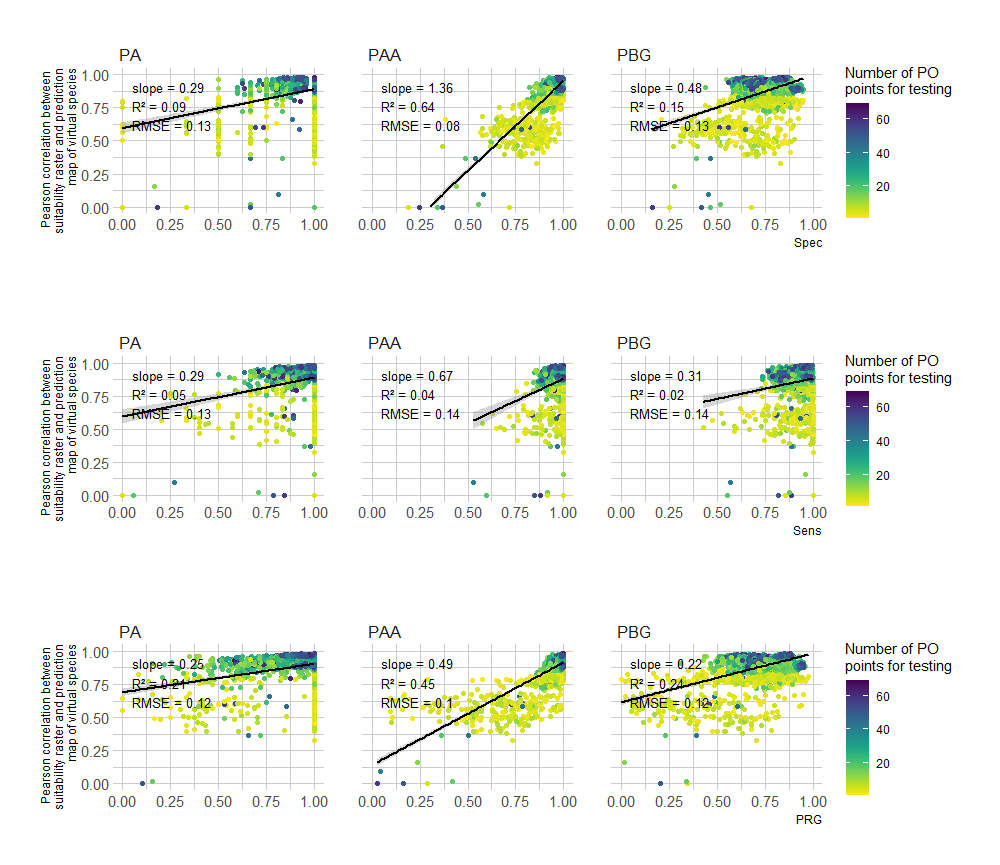 PA PAA PBG
Number of PO
points for testing
60
40
20
Pearson correlation between
suitability raster and prediction
map of virtual species
1.00
0.75
0.50
0.25
0.00
slope = 0.29
R² = 0.09
RMSE = 0.13
slope = 1.36
R² = 0.64
RMSE = 0.08
slope = 0.48
R² = 0.15
RMSE = 0.13
0.00 0.25 0.50 0.75 1.00 0.00 0.25 0.50 0.75 1.00 0.00 0.25 0.50 0.75 1.00
Spec
PA PAA PBG
Number of PO
points for testing
60
40
20
Pearson correlation between
suitability raster and prediction
map of virtual species
1.00
0.75
0.50
0.25
0.00
slope = 0.29
R² = 0.05
RMSE = 0.13
slope = 0.67
R² = 0.04
RMSE = 0.14
slope = 0.31
R² = 0.02
RMSE = 0.14
0.00 0.25 0.50 0.75 1.00 0.00 0.25 0.50 0.75 1.00 0.00 0.25 0.50 0.75 1.00
Sens
PA PAA PBG
Number of PO
points for testing
60
40
20
Pearson correlation between
suitability raster and prediction
map of virtual species
1.00
0.75
0.50
0.25
0.00
slope = 0.25
R² = 0.21
RMSE = 0.12
slope = 0.49
R² = 0.45
RMSE = 0.1
slope = 0.22
R² = 0.24
RMSE = 0.12
0.00 0.25 0.50 0.75 1.00 0.00 0.25 0.50 0.75 1.00 0.00 0.25 0.50 0.75 1.00
PRG